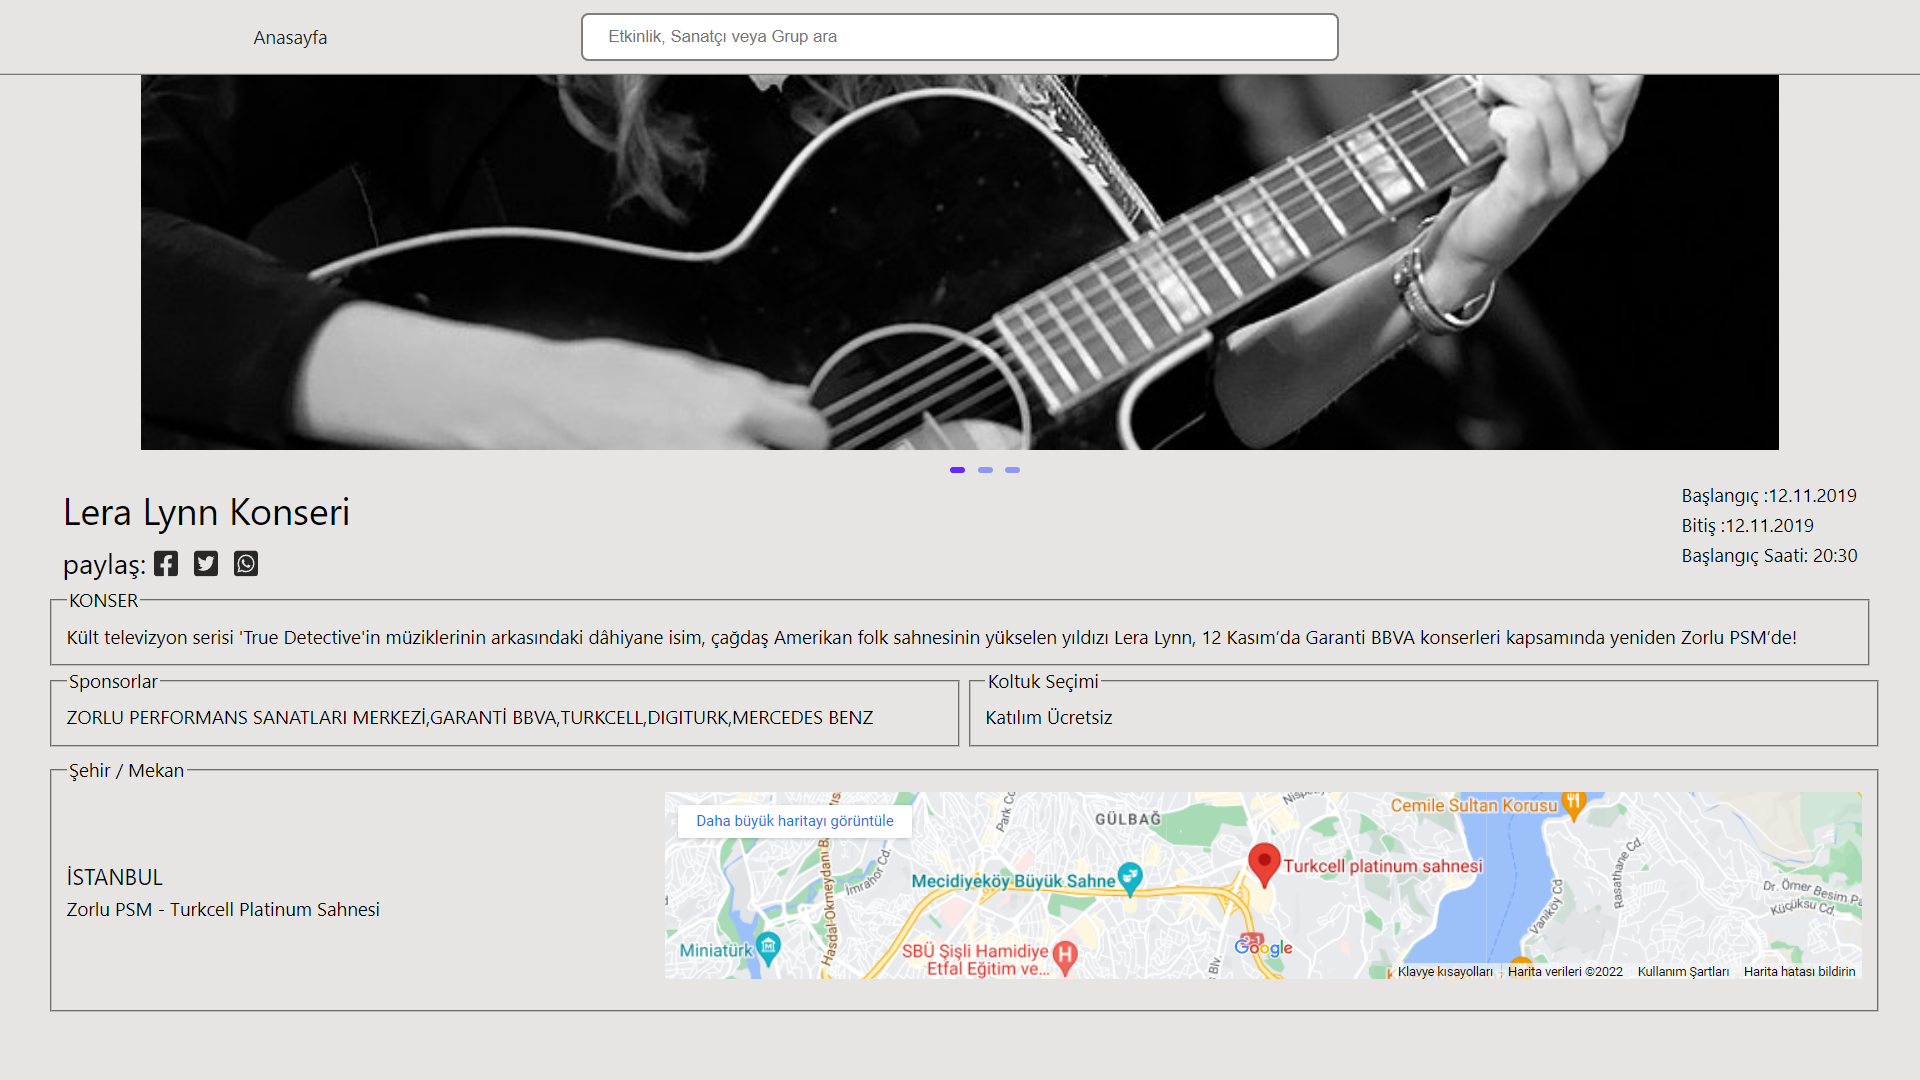 Anasayfa
Etkinlik, Sanatçı veya Grup ara
Lera Lynn Konseri
Başlangıç :12.11.2019
Bitiş :12.11.2019
Başlangıç Saati: 20:30
paylaş:
KONSER
Kült televizyon serisi 'True Detective'in müziklerinin arkasındaki dâhiyane isim, çağdaş Amerikan folk sahnesinin yükselen yıldızı Lera Lynn, 12 Kasım’da Garanti BBVA konserleri kapsamında yeniden Zorlu PSM’de!
Sponsorlar
ZORLU PERFORMANS SANATLARI MERKEZİ,GARANTİ BBVA,TURKCELL,DIGITURK,MERCEDES BENZ
Koltuk Seçimi
Katılım Ücretsiz
Şehir / Mekan
İSTANBUL
Zorlu PSM - Turkcell Platinum Sahnesi
Daha büyük haritayı görüntüle
Park Cd
GÜLBAĞ
Cemile Sultan Korusu
Turkcell platinum sahnesi
Mecidiyeköy Büyük Sahne
İmrahor Cd.
Hasdal-Okmeydanı
Rasathane Cd.
Dr. Ömer Besim
Küçüksu Cd.
Vaniköy Cd
Miniatürk
SBÜ Şişli Hamidiye
Etfal Eğitim ve...
Blv.
Google
Klavye kısayolları
Harita verileri ©2022
Kullanım Şartları
Harita hatası bildirin